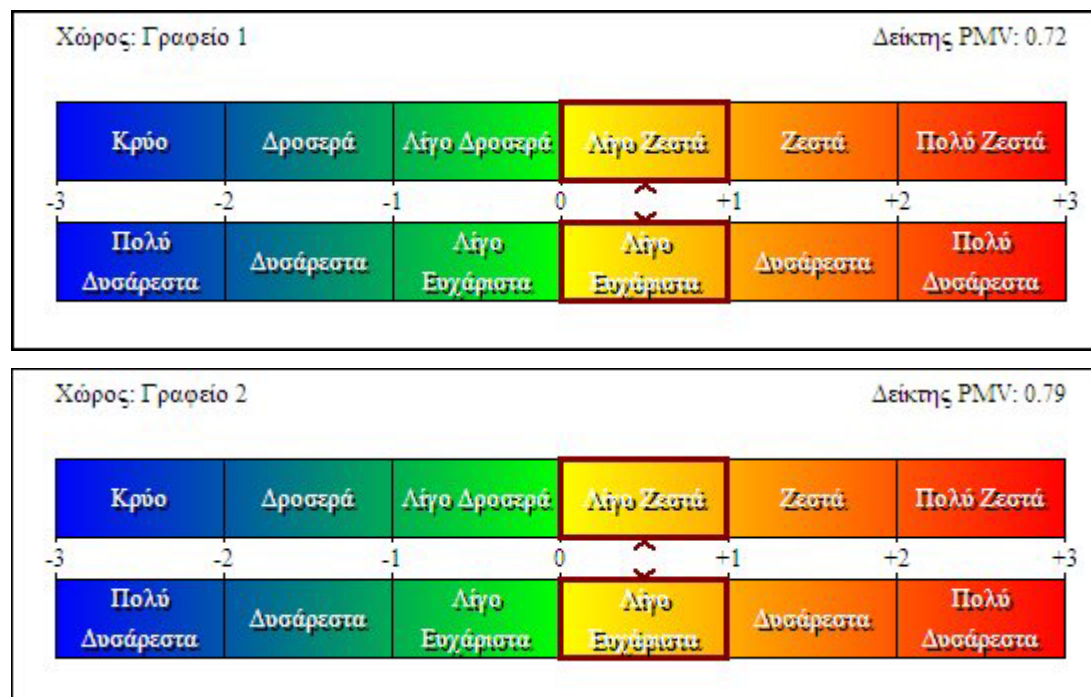 Χώρος: Γραφείο 1 Δείκτης PMV: 0.72
Κρύο Δροσερά Λίγο Δροσερά Λίγο Ζεστά Ζεστά Πολύ Ζεστά
-3 -2 -1 0 +1 +2 +3
Πολύ Δυσάρεστα Δυσάρεστα Λίγο Ευχάριστα Λίγο Ευχάριστα Δυσάρεστα Πολύ Δυσάρεστα
Χώρος: Γραφείο 2 Δείκτης PMV: 0.79
Κρύο Δροσερά Λίγο Δροσερά Λίγο Ζεστά Ζεστά Πολύ Ζεστά
-3 -2 -1 0 +1 +2 +3
Πολύ Δυσάρεστα Δυσάρεστα Λίγο Ευχάριστα Λίγο Ευχάριστα Δυσάρεστα Πολύ Δυσάρεστα